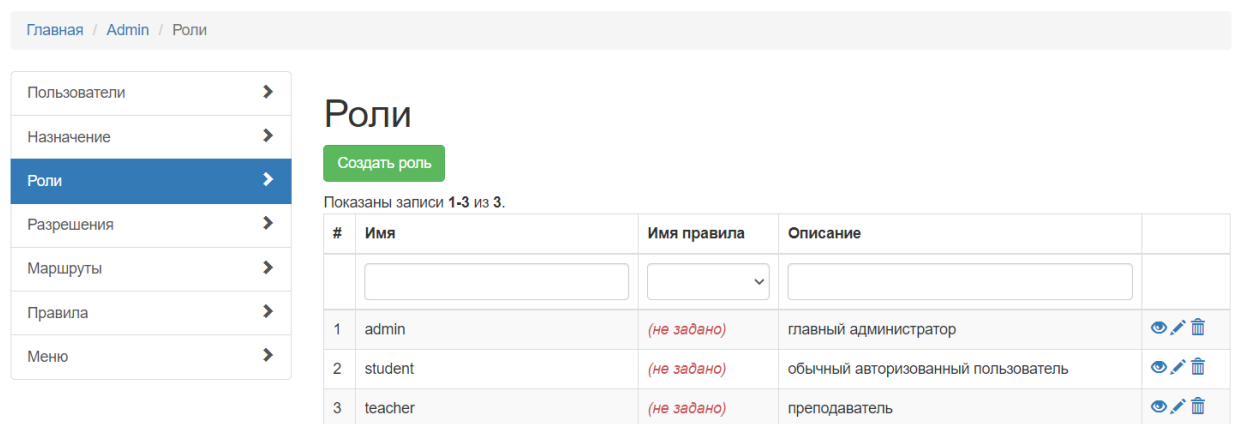 Главная / Admin / Роли
Пользователи
Назначение
Роли
Разрешения
Маршруты
Правила
Меню
Роли
Создать роль
Показаны записи 1-3 из 3.
# Имя Имя правила Описание
1 admin (не задано) главный администратор
2 student (не задано) обычный авторизованный пользователь
3 teacher (не задано) преподаватель